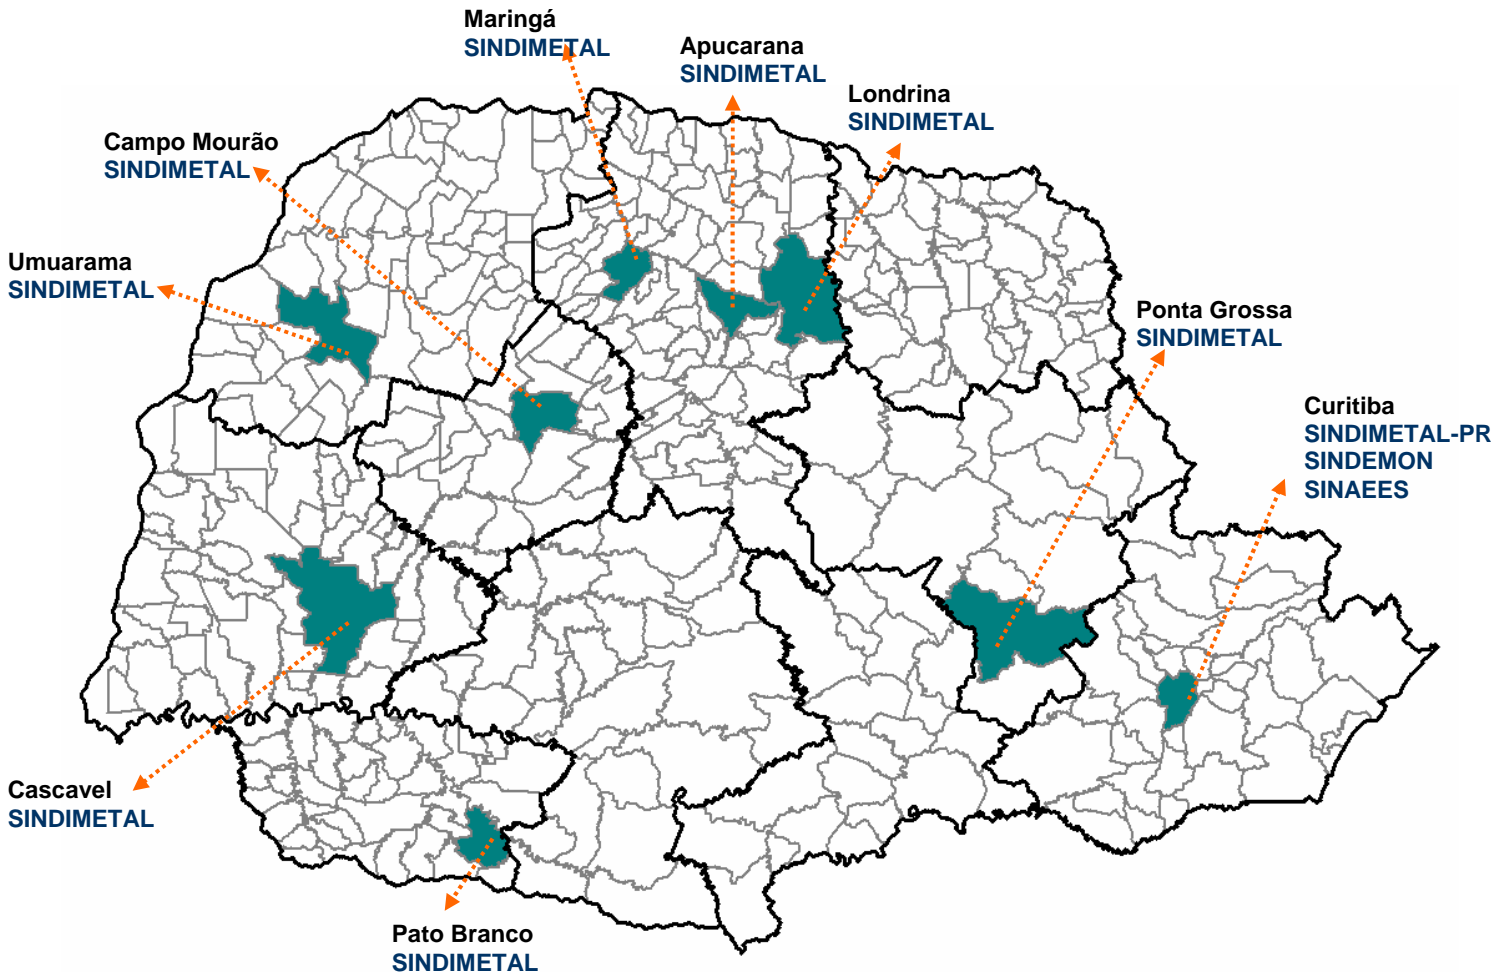 Maringá
SINDIMETAL
Apucarana
SINDIMETAL
Londrina
SINDIMETAL
Campo Mourão
SINDIMETAL
Umuarama
SINDIMETAL
Ponta Grossa
SINDIMETAL
Curitiba
SINDIMETAL-PR
SINDEMON
SINAEES
Cascavel
SINDIMETAL
Pato Branco
SINDIMETAL